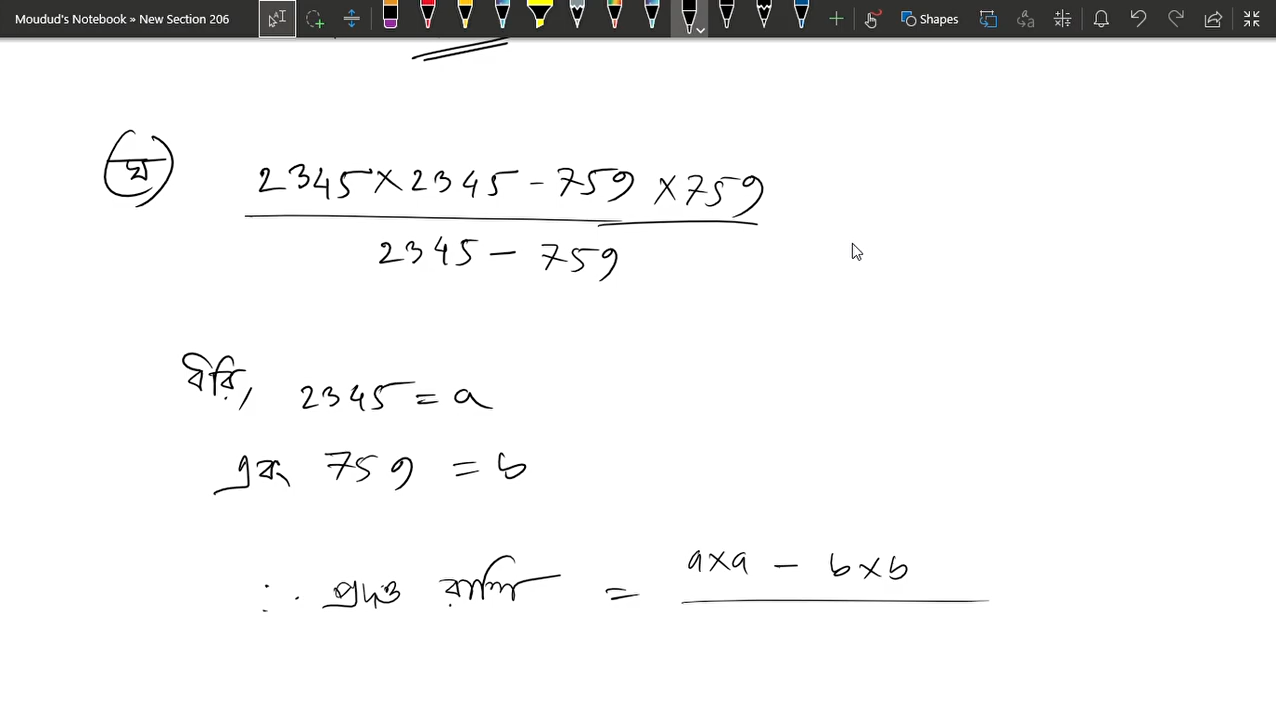 Moudud's Notebook » New Section 206
Shapes
(ঘ) 2345×2345-759 ×759
2345 - 759
ধরি, 2345 = a
এবং 759 = b
∴ প্রদত্ত রাশি = a×a - b×b